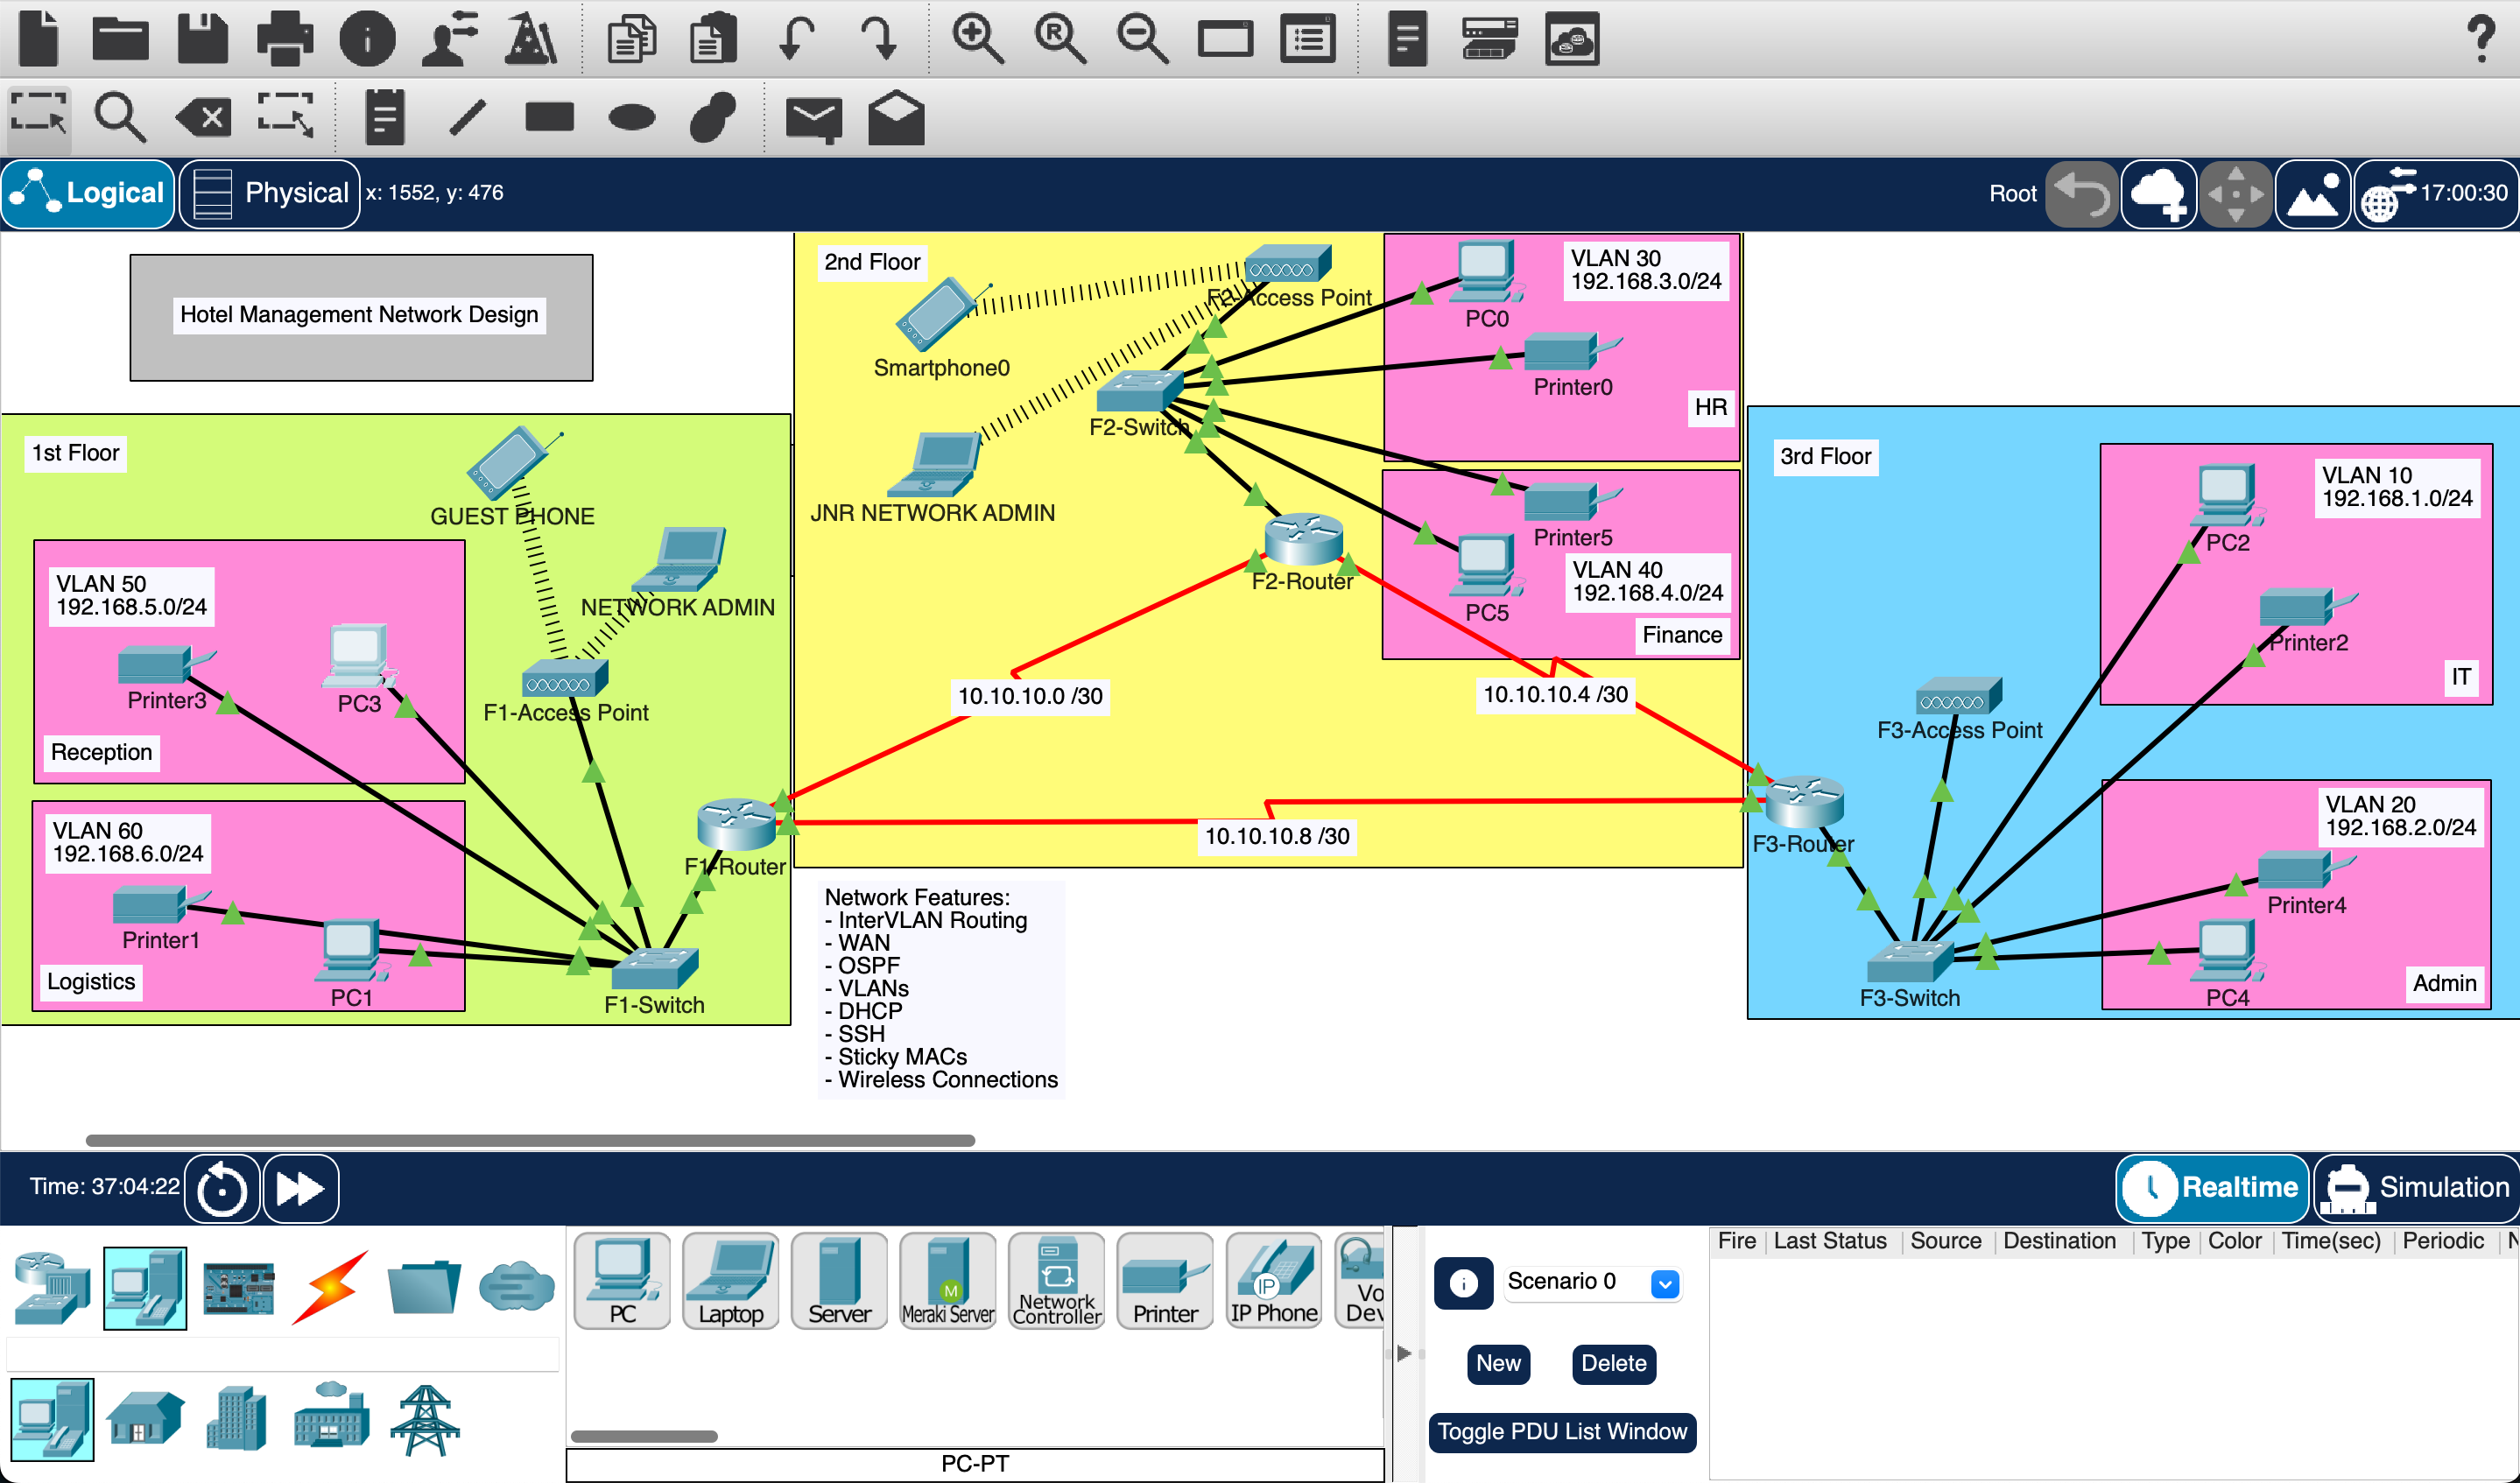 Logical
Physical
x: 1552, y: 476
Root
17:00:30
Hotel Management Network Design
2nd Floor
F2-Access Point
Smartphone0
F2-Switch
JNR NETWORK ADMIN
F2-Router
VLAN 30
192.168.3.0/24
PC0
Printer0
HR
Printer5
VLAN 40
192.168.4.0/24
PC5
Finance
10.10.10.0 /30
10.10.10.4 /30
10.10.10.8 /30
1st Floor
GUEST PHONE
NETWORK ADMIN
VLAN 50
192.168.5.0/24
Printer3
PC3
Reception
F1-Access Point
VLAN 60
192.168.6.0/24
Printer1
PC1
Logistics
F1-Router
F1-Switch
3rd Floor
VLAN 10
192.168.1.0/24
PC2
Printer2
IT
F3-Access Point
F3-Router
VLAN 20
192.168.2.0/24
Printer4
PC4
Admin
F3-Switch
Network Features:
- InterVLAN Routing
- WAN
- OSPF
- VLANs
- DHCP
- SSH
- Sticky MACs
- Wireless Connections
Time: 37:04:22
Realtime
Simulation
PC
Laptop
Server
Meraki Server
Network
Controller
Printer
IP Phone
IP
M
Vo
Dev
PC-PT
Scenario 0
New
Delete
Toggle PDU List Window
Fire Last Status Source Destination Type Color Time(sec) Periodic N